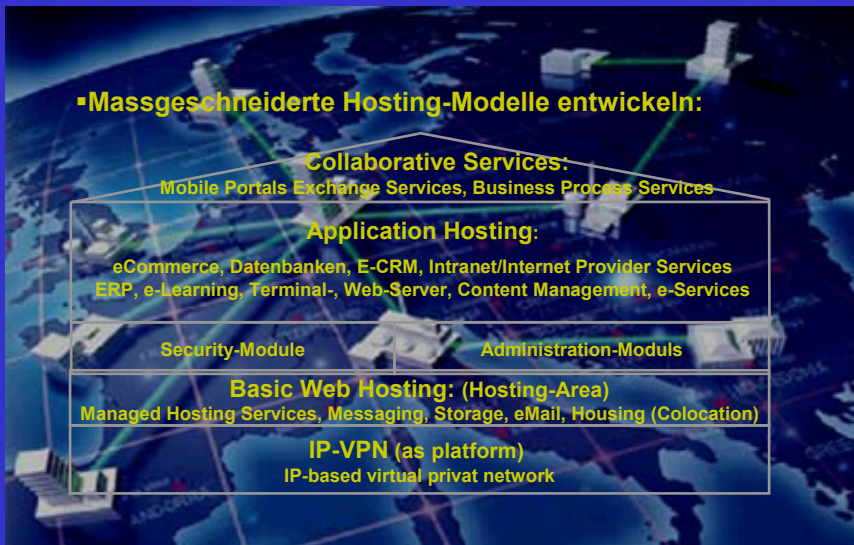 ▪Massgeschneiderte Hosting-Modelle entwickeln:
Collaborative Services:
Mobile Portals Exchange Services, Business Process Services
Application Hosting:
eCommerce, Datenbanken, E-CRM, Intranet/Internet Provider Services
ERP, e-Learning, Terminal-, Web-Server, Content Management, e-Services
Security-Module
Administration-Moduls
Basic Web Hosting: (Hosting-Area)
Managed Hosting Services, Messaging, Storage, eMail, Housing (Colocation)
IP-VPN (as platform)
IP-based virtual privat network
ANDORRA